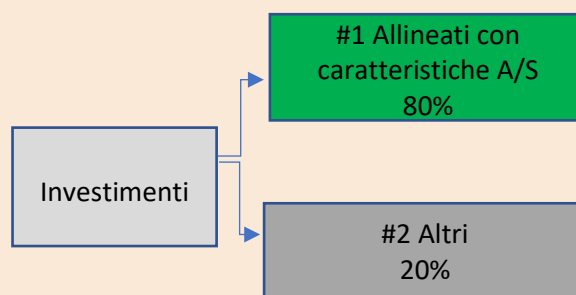 #1 Allineati con
caratteristiche A/S
80%
Investimenti
#2 Altri
20%